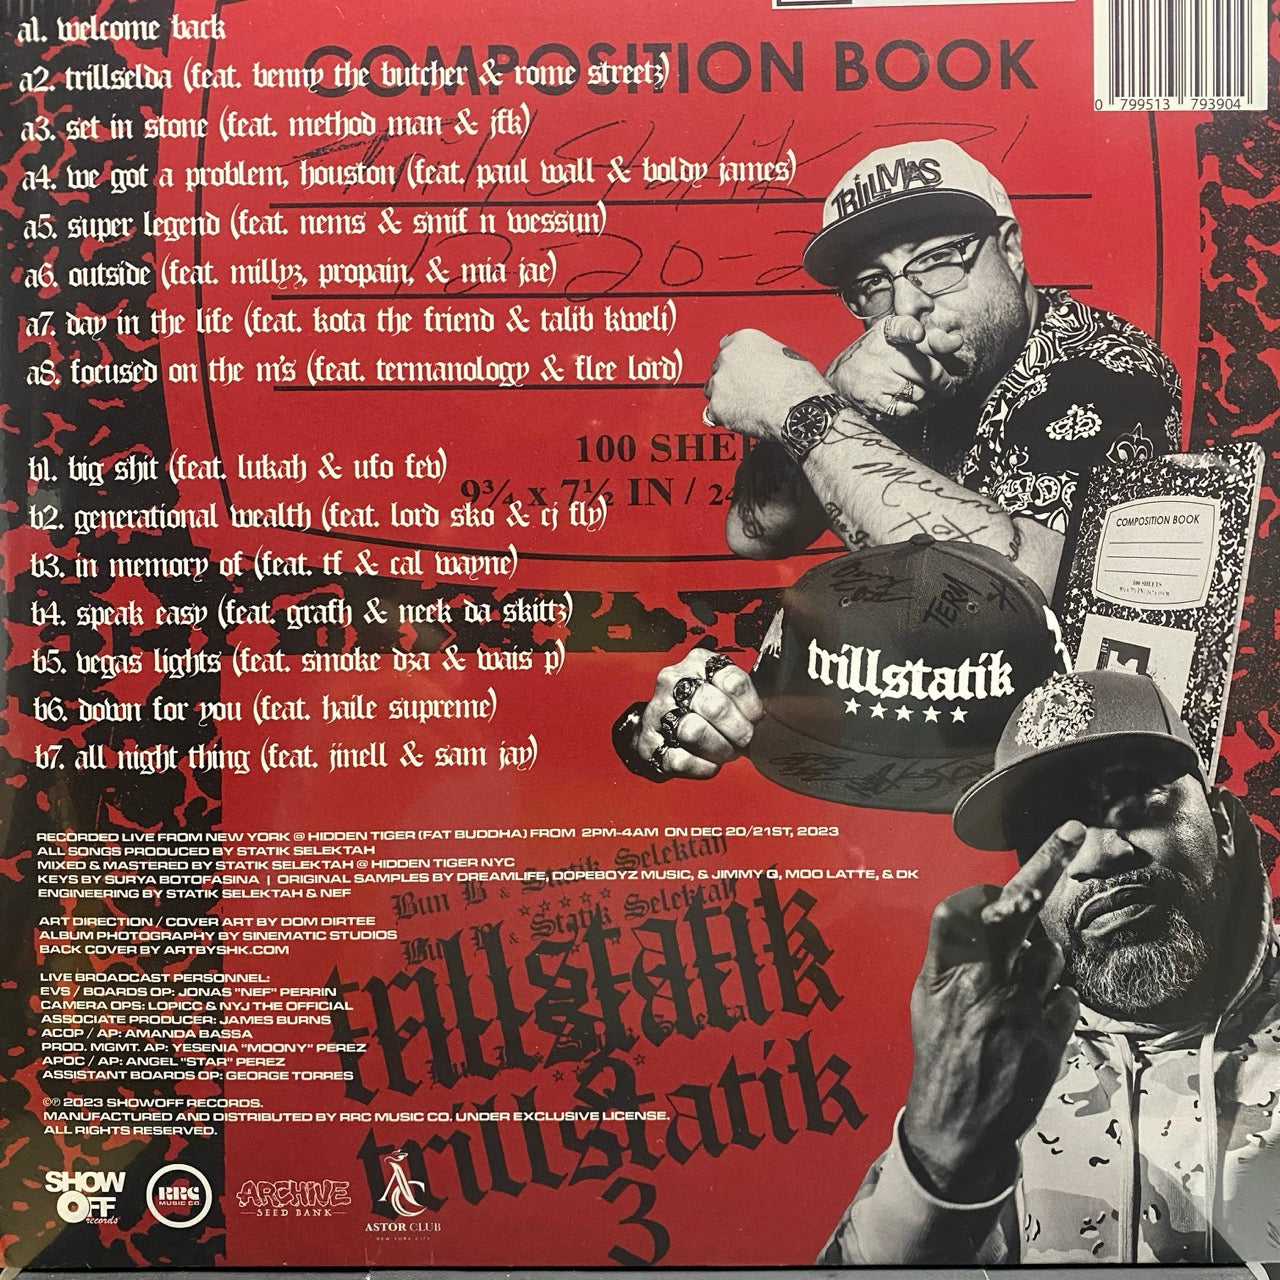 a1. welcome back
a2. trillselda (feat. benny the butcher & rome streetz)
a3. set in stone (feat. method man & jfk)
a4. we got a problem, houston (feat. paul wall & boldy james)
a5. super legend (feat. nems & smif n wessun)
a6. outside (feat. millyz, propain, & mia jae)
a7. day in the life (feat. kota the friend & talib kweli)
a8. focused on the m's (feat. termanology & flee lord)
b1. big shit (feat. lukah & ufo fev)
b2. generational wealth (feat. lord sko & cj fly)
b3. in memory of (feat. tf & cal wayne)
b4. speak easy (feat. grafh & neek da skittz)
b5. vegas lights (feat. smoke dza & wais p)
b6. down for you (feat. haile supreme)
b7. all night thing (feat. jinell & sam jay)
COMPOSITION BOOK
0 799513 793904
12-20-2
100 SHEE
9¾ x 7½ IN / 24
TRILLMAS
COMPOSITION BOOK
100 SHEETS
TERM
trillstatik
RECORDED LIVE FROM NEW YORK @ HIDDEN TIGER (FAT BUDDHA) FROM 2PM-4AM ON DEC 20/21ST, 2023
ALL SONGS PRODUCED BY STATIK SELEKTAH
MIXED & MASTERED BY STATIK SELEKTAH @ HIDDEN TIGER NYC
KEYS BY SURYA BOTOFASINA | ORIGINAL SAMPLES BY DREAMLIFE, DOPEBOYZ MUSIC, & JIMMY G, MOO LATTE, & DK
ENGINEERING BY STATIK SELEKTAH & NEF
ART DIRECTION / COVER ART BY DOM DIRTEE
ALBUM PHOTOGRAPHY BY SINEMATIC STUDIOS
BACK COVER BY ARTBYSHK.COM
LIVE BROADCAST PERSONNEL:
EVS / BOARDS OP: JONAS "NEF" PERRIN
CAMERA OPS: LOPICC & NYJ THE OFFICIAL
ASSOCIATE PRODUCER: JAMES BURNS
ACOP / AP: AMANDA BASSA
PROD. MGMT. AP: YESENIA "MOONY" PEREZ
APOC / AP: ANGEL "STAR" PEREZ
ASSISTANT BOARDS OP: GEORGE TORRES
©℗ 2023 SHOWOFF RECORDS.
MANUFACTURED AND DISTRIBUTED BY RRC MUSIC CO. UNDER EXCLUSIVE LICENSE.
ALL RIGHTS RESERVED.
Bun B & Statik Selektah
Bun B & Statik Selektah
trillstatik
trillstatik
3
SHOW OFF records
RRC MUSIC CO.
ARCHIVE SEED BANK
AC ASTOR CLUB
NEW YORK CITY